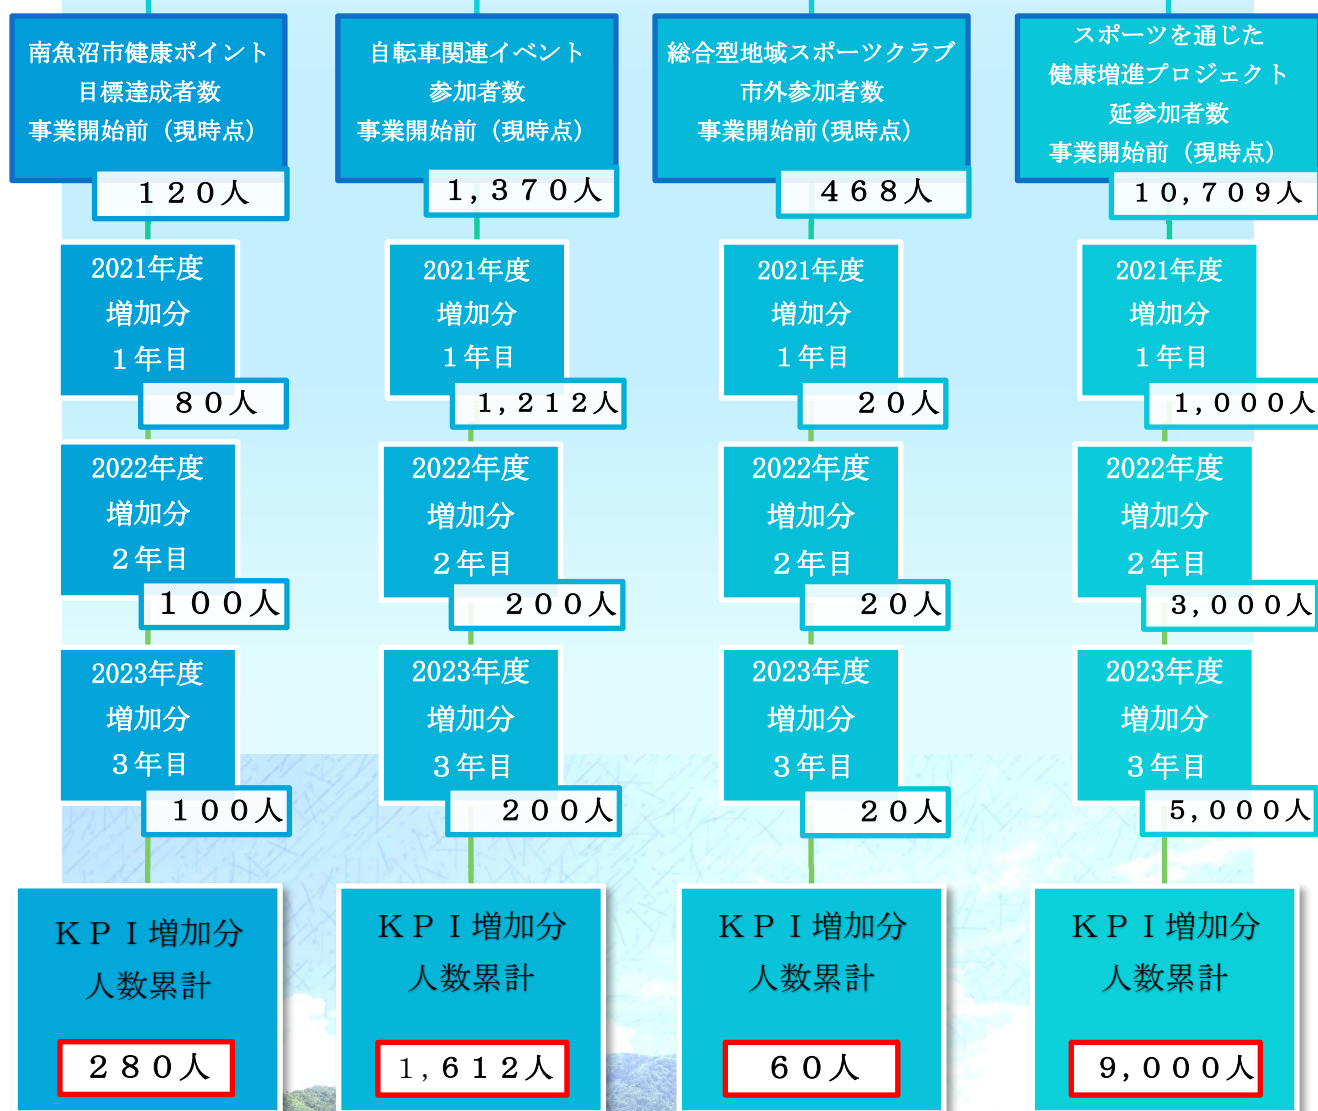 南魚沼市健康ポイント
目標達成者数
事業開始前（現時点）
１２０人
2021年度
増加分
１年目
８０人
2022年度
増加分
２年目
１００人
2023年度
増加分
３年目
１００人
ＫＰＩ増加分
人数累計
２８０人
自転車関連イベント
参加者数
事業開始前（現時点）
１,３７０人
2021年度
増加分
１年目
１,２１２人
2022年度
増加分
２年目
２００人
2023年度
増加分
３年目
２００人
ＫＰＩ増加分
人数累計
１,６１２人
総合型地域スポーツクラブ
市外参加者数
事業開始前(現時点）
４６８人
2021年度
増加分
１年目
２０人
2022年度
増加分
２年目
２０人
2023年度
増加分
３年目
２０人
ＫＰＩ増加分
人数累計
６０人
スポーツを通じた
健康増進プロジェクト
延参加者数
事業開始前（現時点）
１０,７０９人
2021年度
増加分
１年目
１,０００人
2022年度
増加分
２年目
３,０００人
2023年度
増加分
３年目
５,０００人
ＫＰＩ増加分
人数累計
９,０００人